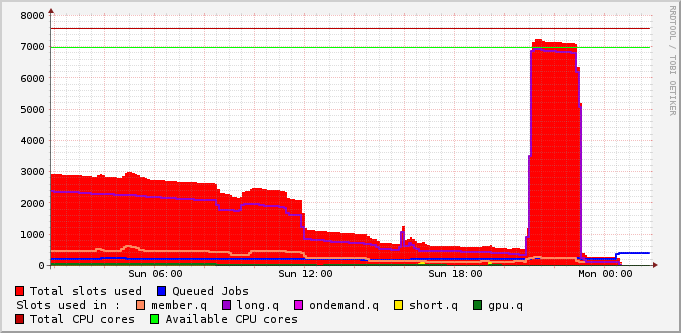 8000
7000
6000
5000
4000
3000
2000
1000
0
Sun 06:00 Sun 12:00 Sun 18:00 Mon 00:00
RRDTOOL / TOBI OETIKER
Total slots used Queued Jobs
Slots used in : member.q long.q ondemand.q short.q gpu.q
Total CPU cores Available CPU cores